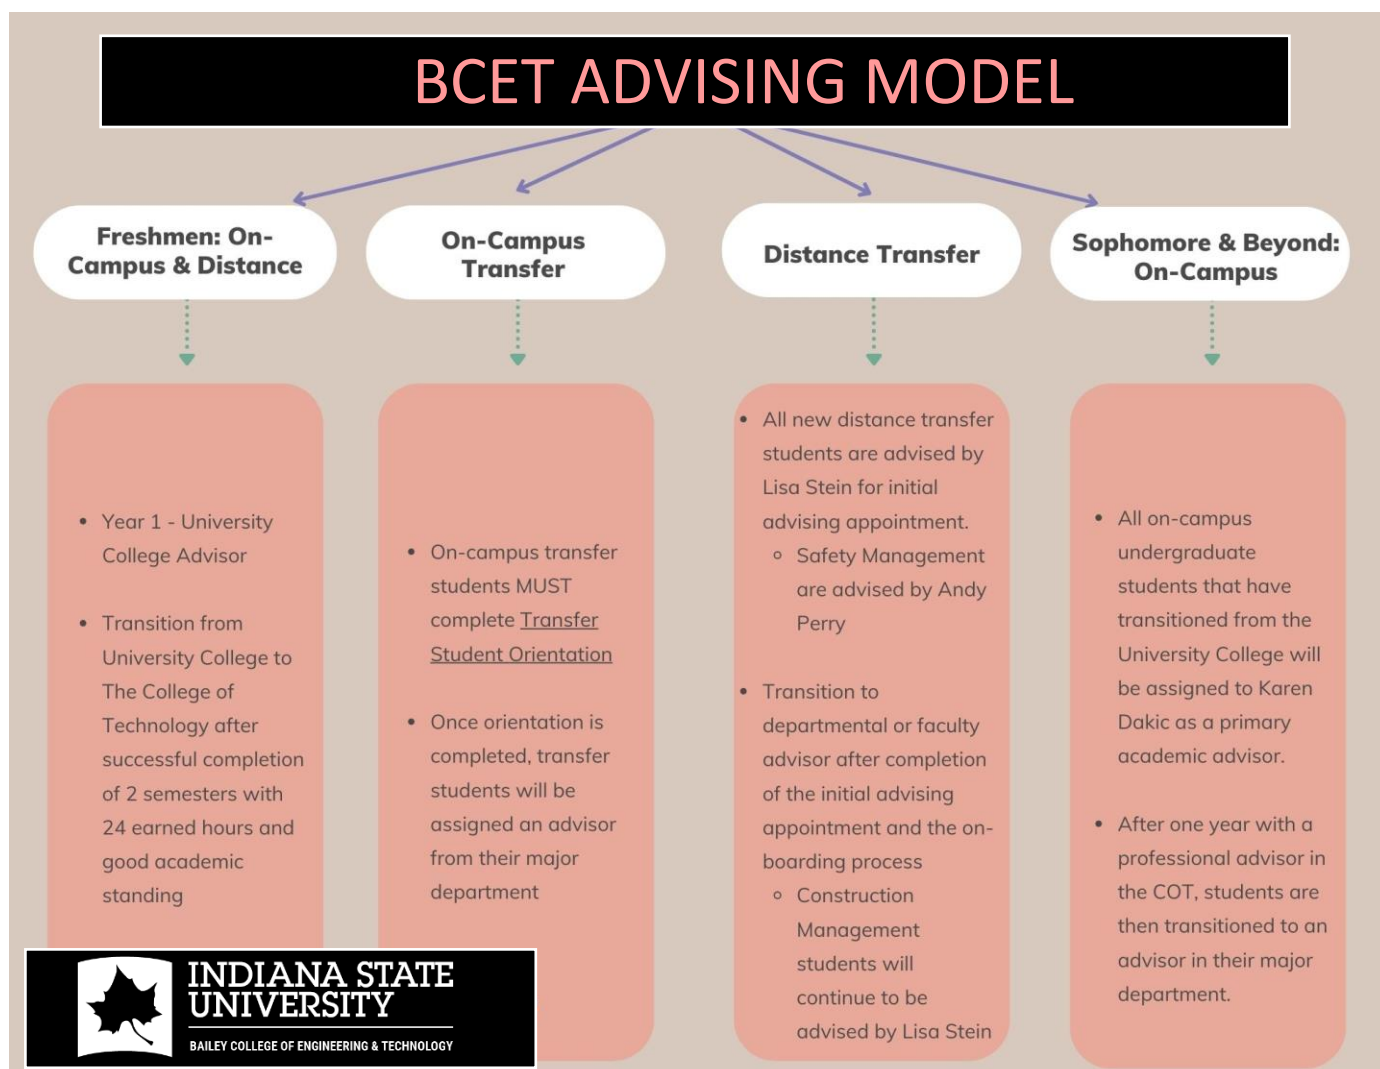 BCET ADVISING MODEL
Freshmen: On-
Campus & Distance
• Year 1 - University
College Advisor
• Transition from
University College to
The College of
Technology after
successful completion
of 2 semesters with
24 earned hours and
good academic
standing
On-Campus
Transfer
• On-campus transfer
students MUST
complete Transfer
Student Orientation
• Once orientation is
completed, transfer
students will be
assigned an advisor
from their major
department
Distance Transfer
• All new distance transfer
students are advised by
Lisa Stein for initial
advising appointment.
◦ Safety Management
are advised by Andy
Perry
• Transition to
departmental or faculty
advisor after completion
of the initial advising
appointment and the on-
boarding process
◦ Construction
Management
students will
continue to be
advised by Lisa Stein
Sophomore & Beyond:
On-Campus
• All on-campus
undergraduate
students that have
transitioned from the
University College will
be assigned to Karen
Dakic as a primary
academic advisor.
• After one year with a
professional advisor in
the COT, students are
then transitioned to an
advisor in their major
department.
INDIANA STATE
UNIVERSITY
BAILEY COLLEGE OF ENGINEERING & TECHNOLOGY